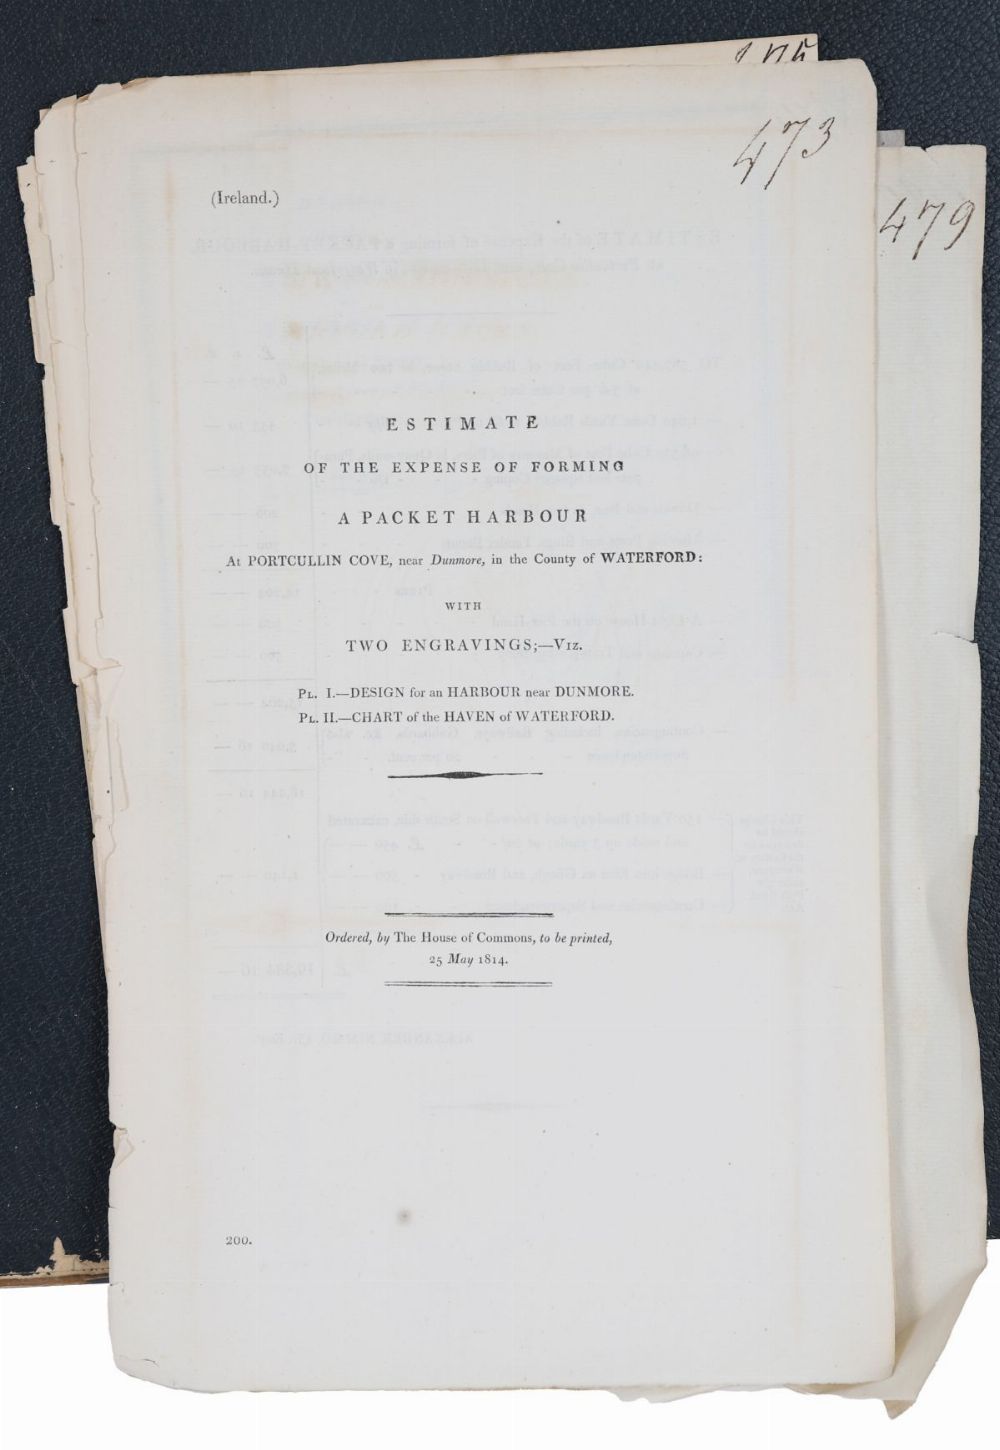 473
479
(Ireland.)
ESTIMATE
OF THE EXPENSE OF FORMING
A PACKET HARBOUR
At PORTCULLIN COVE, near Dunmore, in the County of WATERFORD:
WITH
TWO ENGRAVINGS;—Viz.
Pl. I.—DESIGN for an HARBOUR near DUNMORE.
Pl. II.—CHART of the HAVEN of WATERFORD.
Ordered, by The House of Commons, to be printed,
25 May 1814.
200.